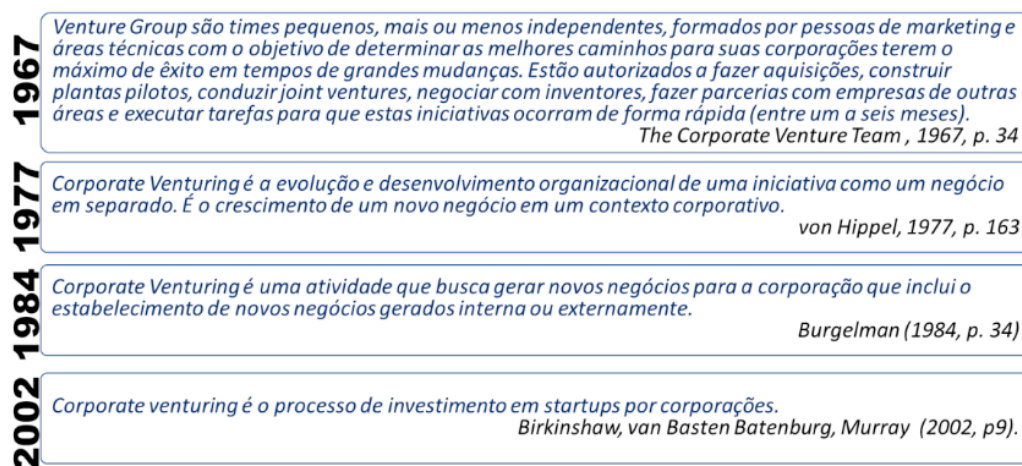 1967
Venture Group são times pequenos, mais ou menos independentes, formados por pessoas de marketing e
áreas técnicas com o objetivo de determinar as melhores caminhos para suas corporações terem o
máximo de êxito em tempos de grandes mudanças. Estão autorizados a fazer aquisições, construir
plantas pilotos, conduzir joint ventures, negociar com inventores, fazer parcerias com empresas de outras
áreas e executar tarefas para que estas iniciativas ocorram de forma rápida (entre um a seis meses).
The Corporate Venture Team , 1967, p. 34
1977
Corporate Venturing é a evolução e desenvolvimento organizacional de uma iniciativa como um negócio
em separado. É o crescimento de um novo negócio em um contexto corporativo.
von Hippel, 1977, p. 163
1984
Corporate Venturing é uma atividade que busca gerar novos negócios para a corporação que inclui o
estabelecimento de novos negócios gerados interna ou externamente.
Burgelman (1984, p. 34)
2002
Corporate venturing é o processo de investimento em startups por corporações.
Birkinshaw, van Basten Batenburg, Murray (2002, p9).